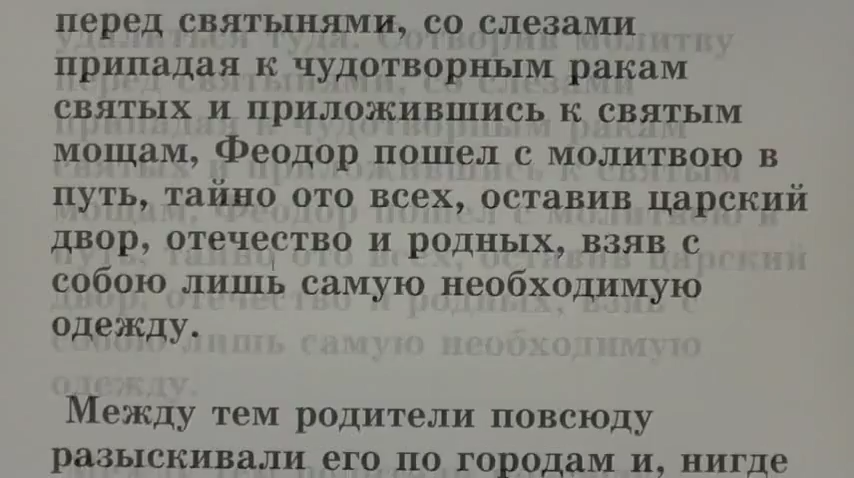 перед святынями, со слезами
припадая к чудотворным ракам
святых и приложившись к святым
мощам, Феодор пошел с молитвою в
путь, тайно ото всех, оставив царский
двор, отечество и родных, взяв с
собою лишь самую необходимую
одежду.
Между тем родители повсюду
разыскивали его по городам и, нигде